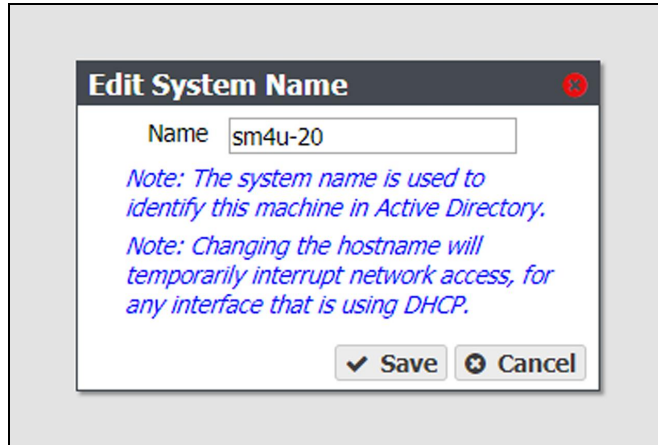 Edit System Name
Name sm4u-20
Note: The system name is used to
identify this machine in Active Directory.
Note: Changing the hostname will
temporarily interrupt network access, for
any interface that is using DHCP.
Save Cancel